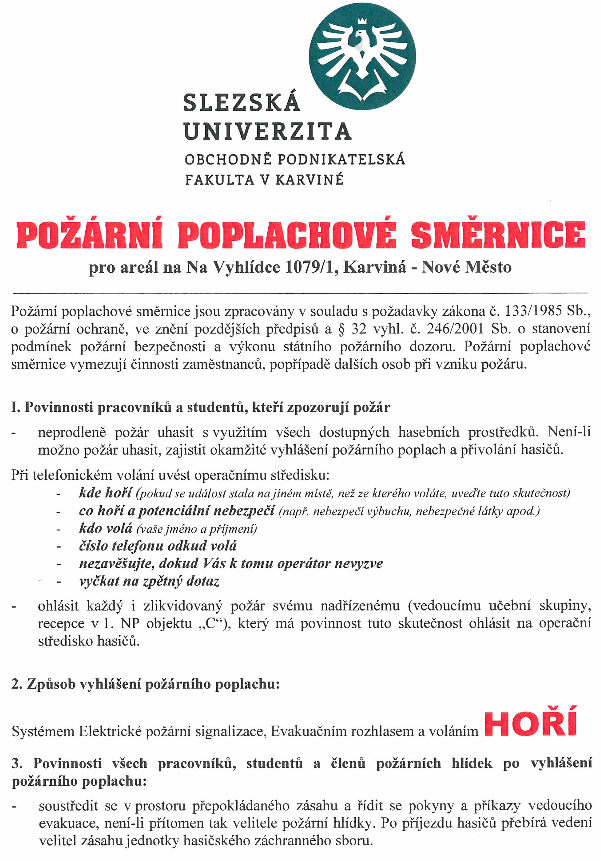 SLEZSKÁ
UNIVERZITA
OBCHODNĚ PODNIKATELSKÁ
FAKULTA V KARVINÉ
POŽÁRNÍ POPLACHOVÉ SMĚRNICE
pro areál na Na Vyhlídce 1079/1, Karviná - Nové Město
Požární poplachové směrnice jsou zpracovány v souladu s požadavky zákona č. 133/1985 Sb.,
o požární ochraně, ve znění pozdějších předpisů a § 32 vyhl. č. 246/2001 Sb. o stanovení
podmínek požární bezpečnosti a výkonu státního požárního dozoru. Požární poplachové
směrnice vymezují činnosti zaměstnanců, popřípadě dalších osob při vzniku požáru.
1. Povinnosti pracovníků a studentů, kteří zpozorují požár
- neprodleně požár uhasit s využitím všech dostupných hasebních prostředků. Není-li
možno požár uhasit, zajistit okamžité vyhlášení požárního poplach a přivolání hasičů.
Při telefonickém volání uvést operačnímu středisku:
- kde hoří (pokud se událost stala na jiném místě, než ze kterého voláte, uveďte tuto skutečnost)
- co hoří a potenciální nebezpečí (např. nebezpečí výbuchu, nebezpečné látky apod.)
- kdo volá (vaše jméno a příjmení)
- číslo telefonu odkud volá
- nezavěšujte, dokud Vás k tomu operátor nevyzve
- vyčkat na zpětný dotaz
- ohlásit každý i zlikvidovaný požár svému nadřízenému (vedoucímu učební skupiny,
recepce v 1. NP objektu „C“), který má povinnost tuto skutečnost ohlásit na operační
středisko hasičů.
2. Způsob vyhlášení požárního poplachu:
Systémem Elektrické požární signalizace, Evakuačním rozhlasem a voláním HOŘÍ
3. Povinnosti všech pracovníků, studentů a členů požárních hlídek po vyhlášení
požárního poplachu:
- soustředit se v prostoru přepokládaného zásahu a řídit se pokyny a příkazy vedoucího
evakuace, není-li přítomen tak velitele požární hlídky. Po příjezdu hasičů přebírá vedení
velitel zásahu jednotky hasičského záchranného sboru.